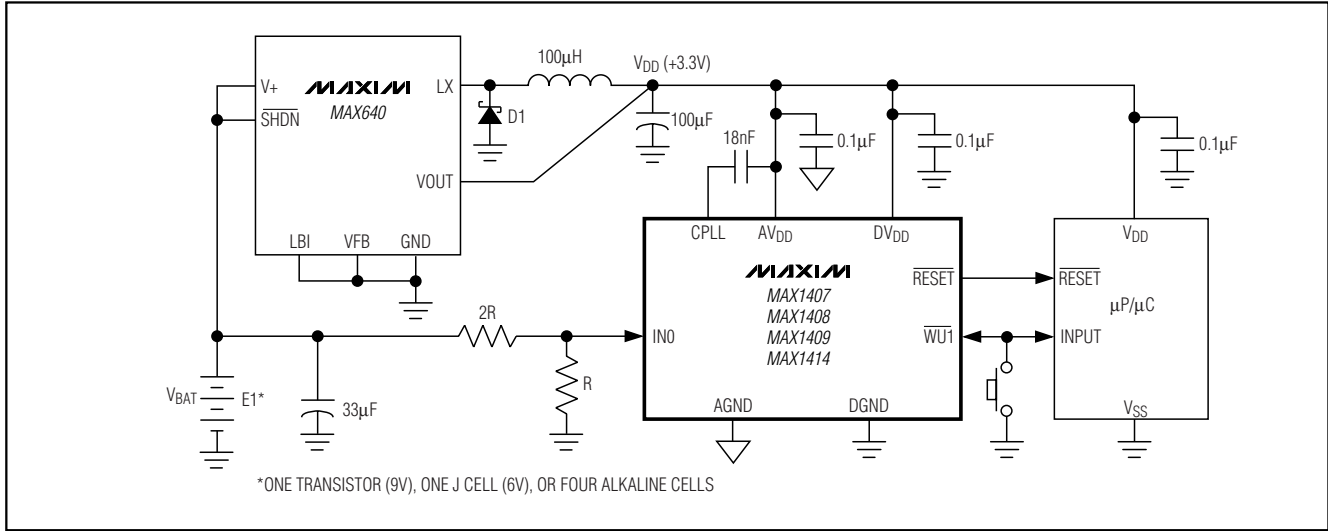 V+
SHDN
MAXIM
MAX640
LX
VOUT
LBI
VFB
GND
100µH
D1
VDD (+3.3V)
100µF
18nF
0.1µF
0.1µF
0.1µF
CPLL
AVDD
DVDD
MAXIM
MAX1407
MAX1408
MAX1409
MAX1414
IN0
RESET
WU1
AGND
DGND
VDD
RESET
µP/µC
INPUT
VSS
2R
R
VBAT
E1*
33µF
*ONE TRANSISTOR (9V), ONE J CELL (6V), OR FOUR ALKALINE CELLS